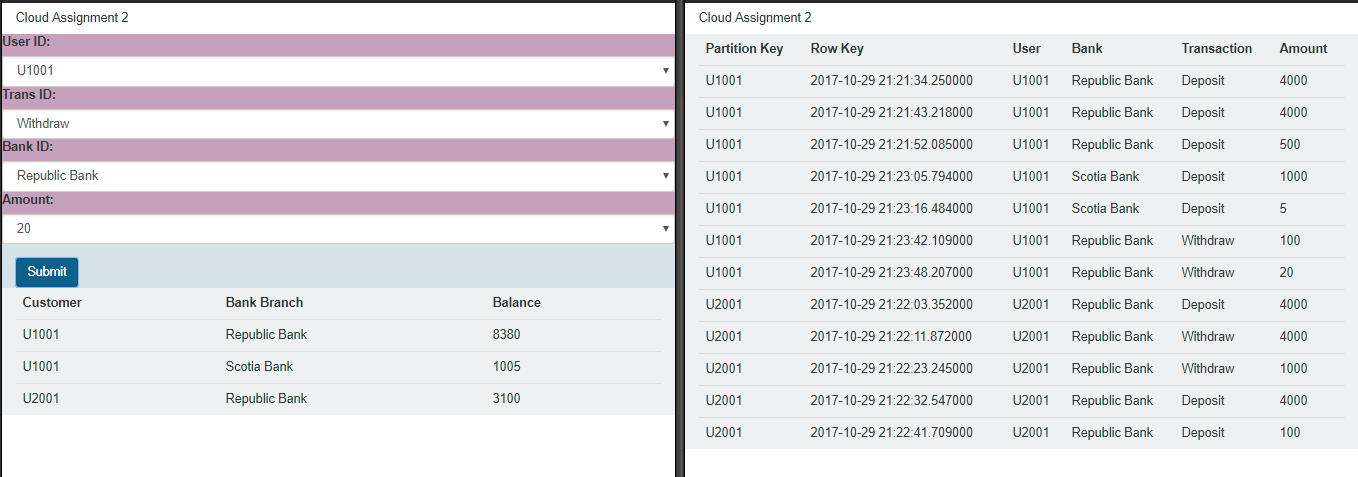 Cloud Assignment 2
User ID:
U1001
Trans ID:
Withdraw
Bank ID:
Republic Bank
Amount:
20
Submit
Customer Bank Branch Balance
U1001 Republic Bank 8380
U1001 Scotia Bank 1005
U2001 Republic Bank 3100
Cloud Assignment 2
Partition Key Row Key User Bank Transaction Amount
U1001 2017-10-29 21:21:34.250000 U1001 Republic Bank Deposit 4000
U1001 2017-10-29 21:21:43.218000 U1001 Republic Bank Deposit 4000
U1001 2017-10-29 21:21:52.085000 U1001 Republic Bank Deposit 500
U1001 2017-10-29 21:23:05.794000 U1001 Scotia Bank Deposit 1000
U1001 2017-10-29 21:23:16.484000 U1001 Scotia Bank Deposit 5
U1001 2017-10-29 21:23:42.109000 U1001 Republic Bank Withdraw 100
U1001 2017-10-29 21:23:48.207000 U1001 Republic Bank Withdraw 20
U2001 2017-10-29 21:22:03.352000 U2001 Republic Bank Deposit 4000
U2001 2017-10-29 21:22:11.872000 U2001 Republic Bank Withdraw 4000
U2001 2017-10-29 21:22:23.245000 U2001 Republic Bank Withdraw 1000
U2001 2017-10-29 21:22:32.547000 U2001 Republic Bank Deposit 4000
U2001 2017-10-29 21:22:41.709000 U2001 Republic Bank Deposit 100